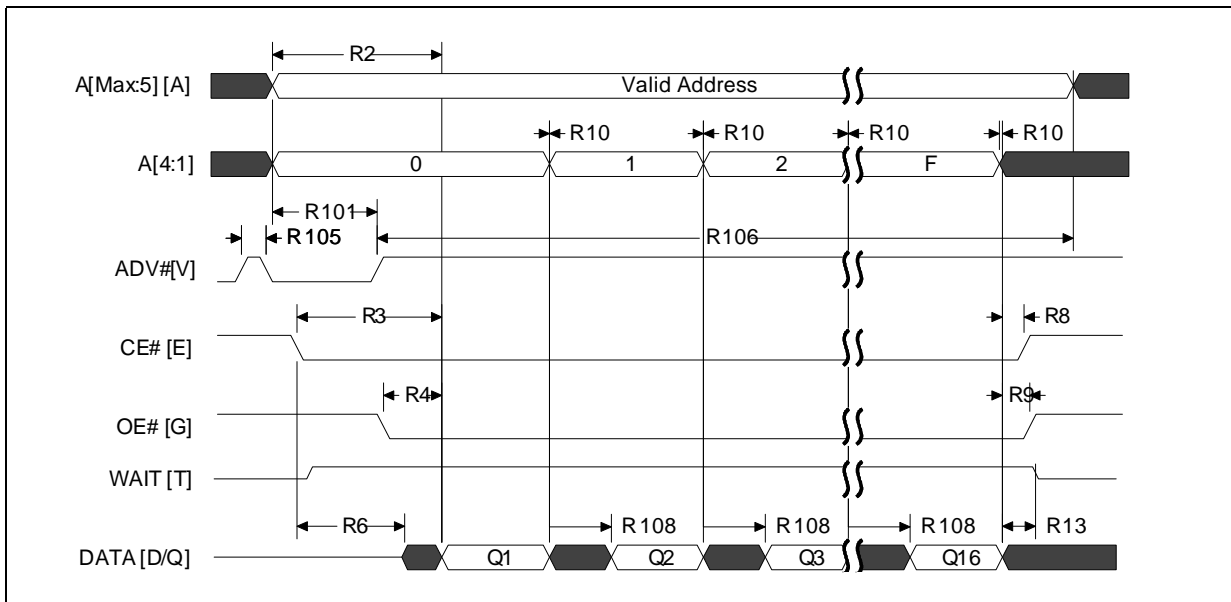 R2
A[Max:5] [A]
Valid Address
R10 R10 R10 R10
A[4:1]
0 1 2 F
R101
R105
R106
ADV#[V]
R3
R8
CE# [E]
R4
R9
OE# [G]
WAIT [T]
R6
R108 R108 R108 R13
DATA [D/Q]
Q1 Q2 Q3 Q16